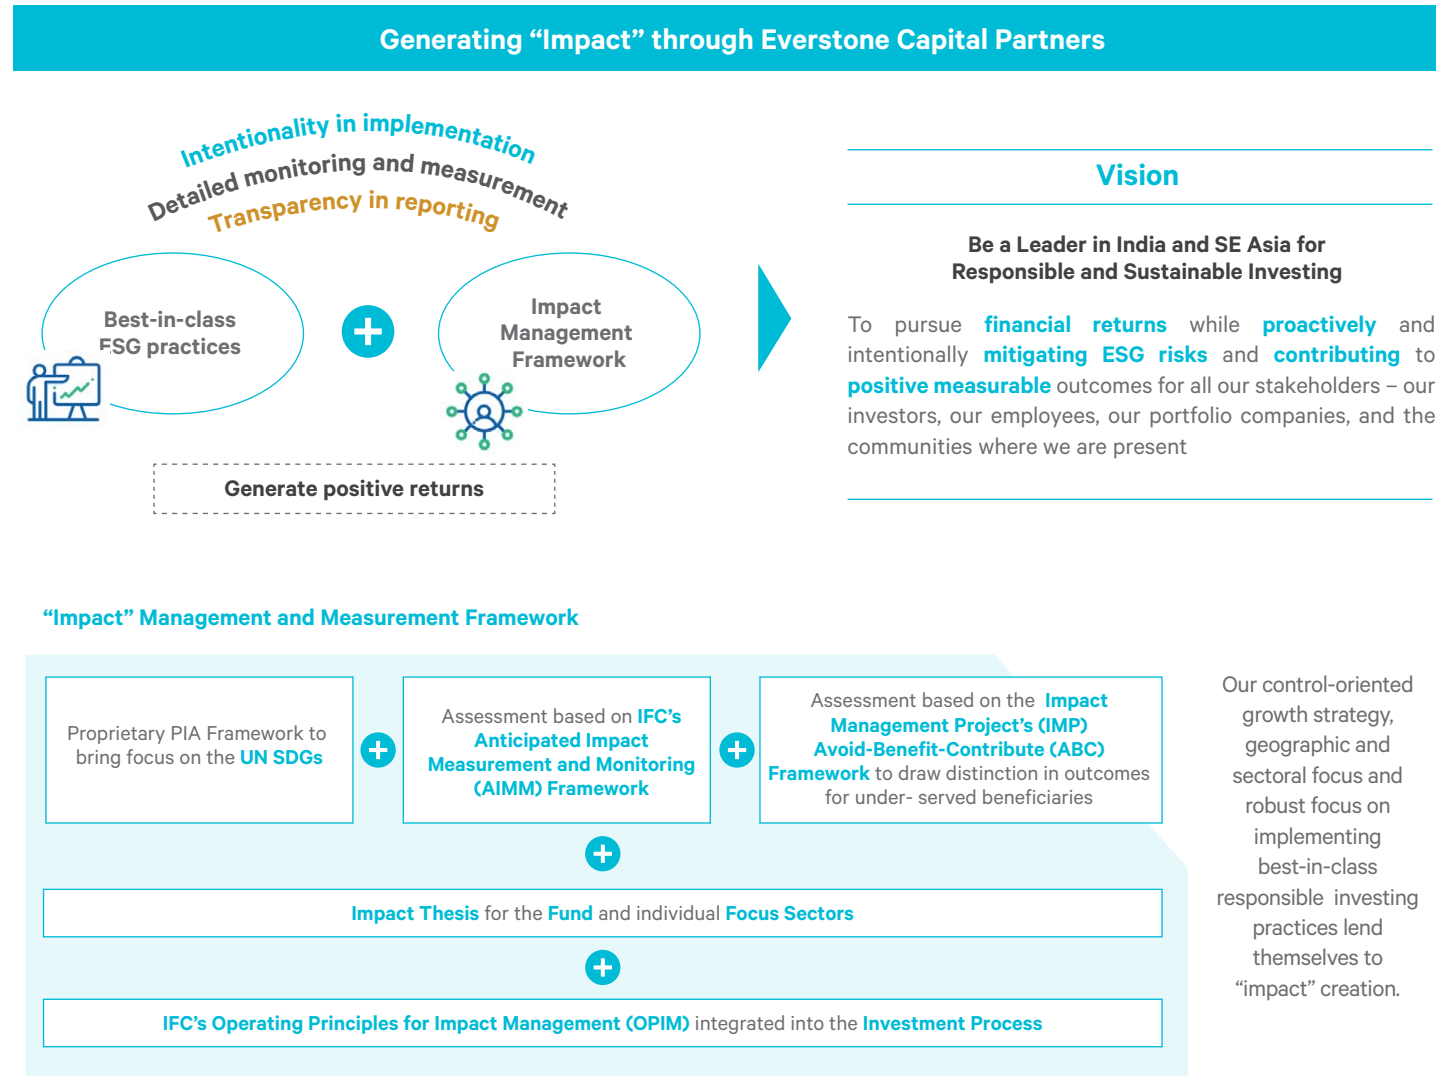 Generating “Impact” through Everstone Capital Partners
Intentionality in implementation
Detailed monitoring and measurement
Transparency in reporting
Best-in-class
ESG practices
Impact
Management
Framework
Generate positive returns
Vision
Be a Leader in India and SE Asia for
Responsible and Sustainable Investing
To pursue financial returns while proactively and
intentionally mitigating ESG risks and contributing to
positive measurable outcomes for all our stakeholders – our
investors, our employees, our portfolio companies, and the
communities where we are present
“Impact” Management and Measurement Framework
Proprietary PIA Framework to
bring focus on the UN SDGs
Assessment based on IFC’s
Anticipated Impact
Measurement and Monitoring
(AIMM) Framework
Assessment based on the Impact
Management Project’s (IMP)
Avoid-Benefit-Contribute (ABC)
Framework to draw distinction in outcomes
for under- served beneficiaries
Impact Thesis for the Fund and individual Focus Sectors
IFC’s Operating Principles for Impact Management (OPIM) integrated into the Investment Process
Our control-oriented
growth strategy,
geographic and
sectoral focus and
robust focus on
implementing
best-in-class
responsible investing
practices lend
themselves to
“impact” creation.